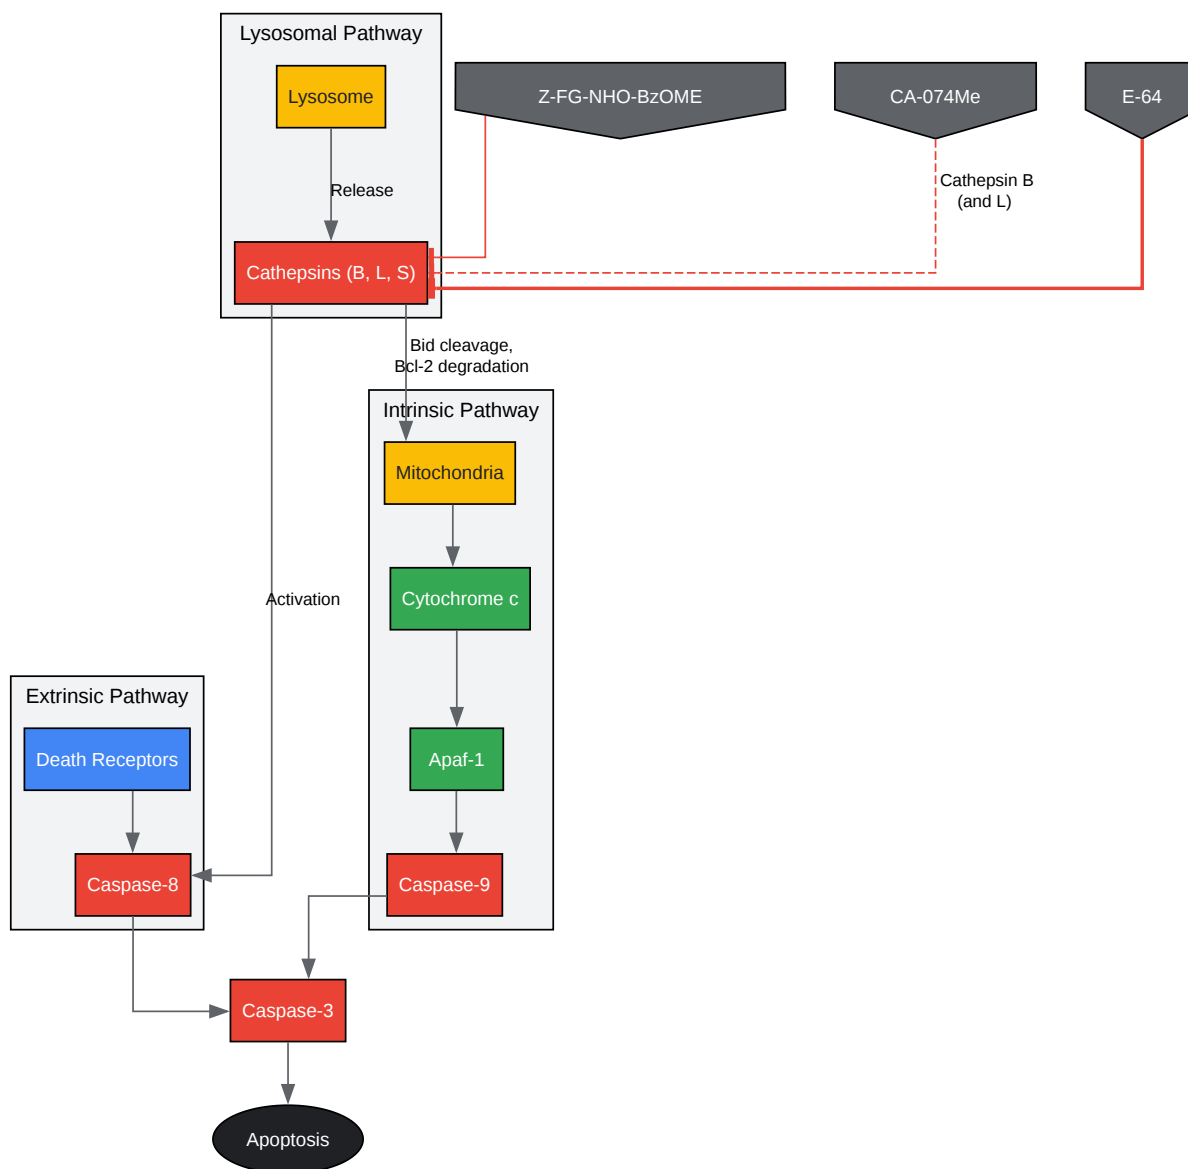 Lysosomal Pathway
Lysosome
Z-FG-NHO-BzOME
CA-074Me
E-64
Release
Cathepsin B
(and L)
Cathepsins (B, L, S)
Bid cleavage,
Bcl-2 degradation
Intrinsic Pathway
Mitochondria
Cytochrome c
Activation
Extrinsic Pathway
Death Receptors
Apaf-1
Caspase-8
Caspase-9
Caspase-3
Apoptosis